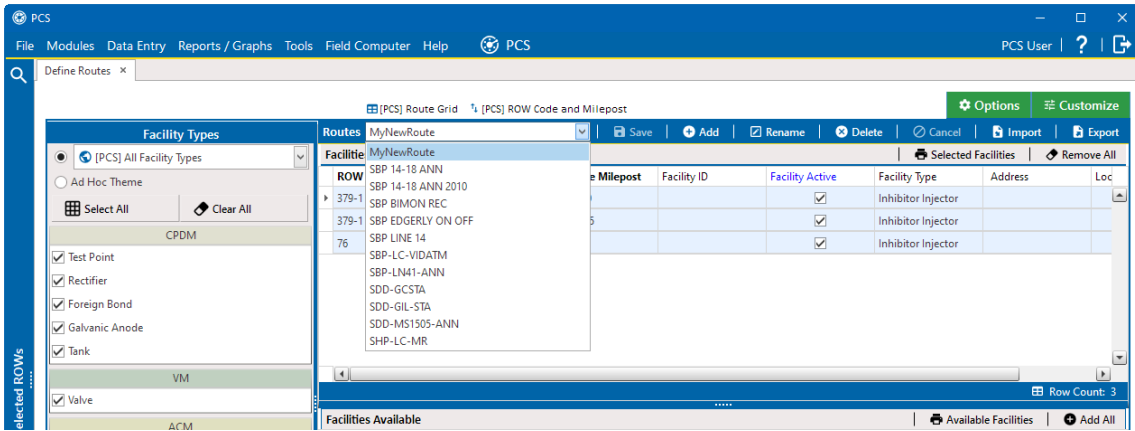 PCS
File Modules Data Entry Reports / Graphs Tools Field Computer Help PCS PCS User ?
Define Routes ×
[PCS] Route Grid [PCS] ROW Code and Milepost Options Customize
Facility Types
Routes MyNewRoute Save Add Rename Delete Cancel Import Export
[PCS] All Facility Types
Ad Hoc Theme
Select All Clear All
CPDM
Test Point
Rectifier
Foreign Bond
Galvanic Anode
Tank
VM
Valve
ACM
MyNewRoute
SBP 14-18 ANN
SBP 14-18 ANN 2010
SBP BIMON REC
SBP EDGERLY ON OFF
SBP LINE 14
SBP-LC-VIDATM
SBP-LN41-ANN
SDD-GCSTA
SDD-GIL-STA
SDD-MS1505-ANN
SHP-LC-MR
Selected Facilities Remove All
ROW Milepost Facility ID Facility Active Facility Type Address Loc
379-1 Inhibitor Injector
379-1 Inhibitor Injector
76 Inhibitor Injector
Row Count: 3
Facilities Available Available Facilities Add All
elected ROWs